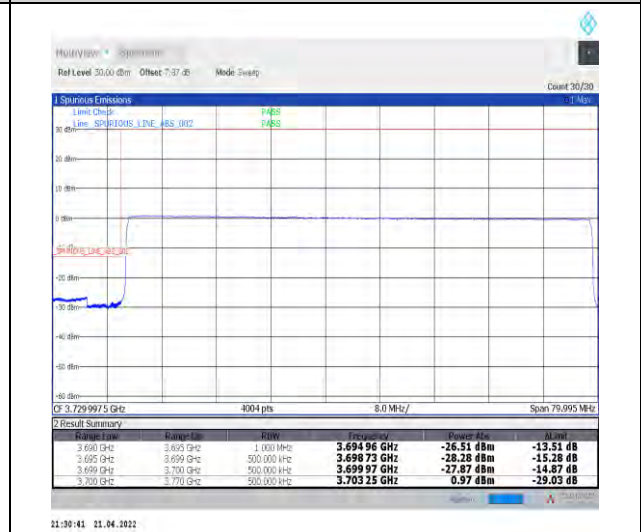 MultiView Spectrum
Ref Level 30.00 dBm Offset 7.87 dB Mode Sweep
Count 30/30
1 Spurious Emissions 1 Max
Limit Check PASS
Line _SPURIOUS_LINE_ABS_002 PASS
30 dBm
20 dBm
10 dBm
0 dBm
_SPURIOUS_LINE_ABS_002
-20 dBm
-30 dBm
-40 dBm
-50 dBm
-60 dBm
CF 3.7299975 GHz 4004 pts 8.0 MHz/ Span 79.995 MHz
2 Result Summary
Range Low Range Up RBW Frequency Power Abs ΔLimit
3.690 GHz 3.695 GHz 1.000 MHz 3.694 96 GHz -26.51 dBm -13.51 dB
3.695 GHz 3.699 GHz 500.000 kHz 3.698 73 GHz -28.28 dBm -15.28 dB
3.699 GHz 3.700 GHz 500.000 kHz 3.699 97 GHz -27.87 dBm -14.87 dB
3.700 GHz 3.770 GHz 500.000 kHz 3.703 25 GHz 0.97 dBm -29.03 dB
21:30:41 21.04.2022